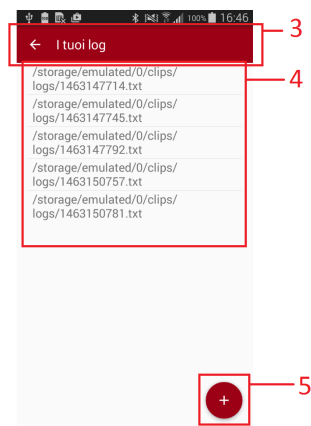 100% 16:46
3
← I tuoi log
4
/storage/emulated/0/clips/
logs/1463147714.txt
/storage/emulated/0/clips/
logs/1463147745.txt
/storage/emulated/0/clips/
logs/1463147792.txt
/storage/emulated/0/clips/
logs/1463150757.txt
/storage/emulated/0/clips/
logs/1463150781.txt
5
+